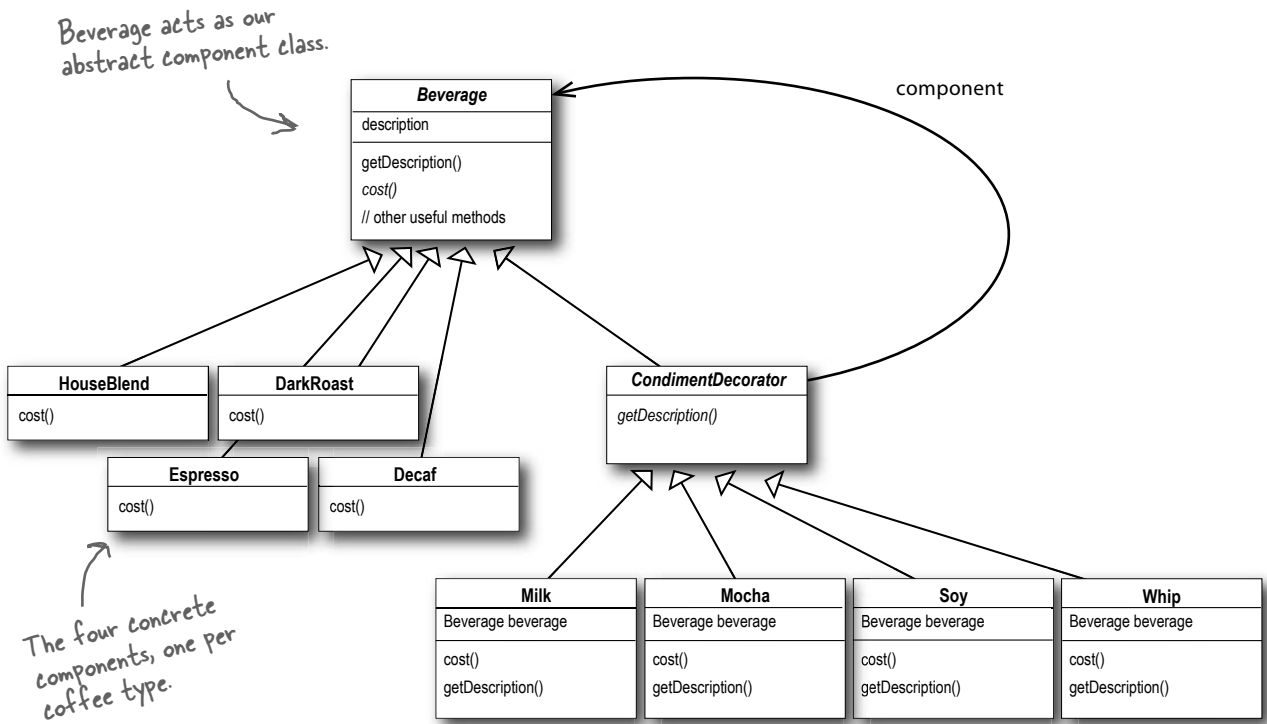 Beverage acts as our
abstract component class.
Beverage
description
getDescription()
cost()
// other useful methods
component
HouseBlend
cost()
DarkRoast
cost()
Espresso
cost()
Decaf
cost()
CondimentDecorator
getDescription()
The four concrete
components, one per
coffee type.
Milk
Beverage beverage
cost()
getDescription()
Mocha
Beverage beverage
cost()
getDescription()
Soy
Beverage beverage
cost()
getDescription()
Whip
Beverage beverage
cost()
getDescription()